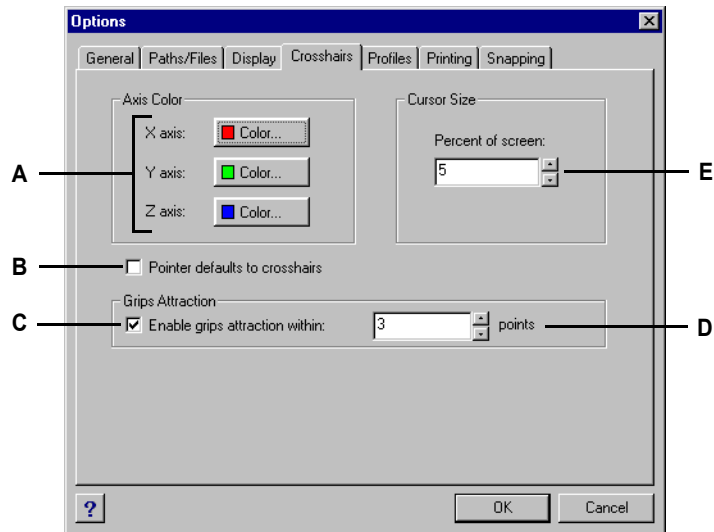 Options
General Paths/Files Display Crosshairs Profiles Printing Snapping
Axis Color
X axis: Color...
Y axis: Color...
Z axis: Color...
Cursor Size
Percent of screen:
5
A
E
B
Pointer defaults to crosshairs
Grips Attraction
C
Enable grips attraction within: 3 points
D
?
OK
Cancel